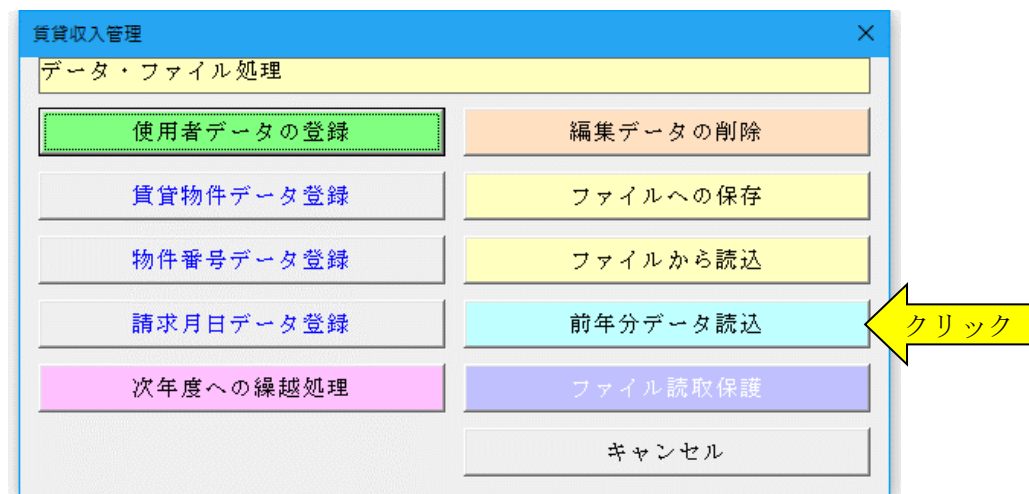 賃貸収入管理
データ・ファイル処理
使用者データの登録
編集データの削除
賃貸物件データ登録
ファイルへの保存
物件番号データ登録
ファイルから読込
請求月日データ登録
前年分データ読込
クリック
次年度への繰越処理
ファイル読取保護
キャンセル